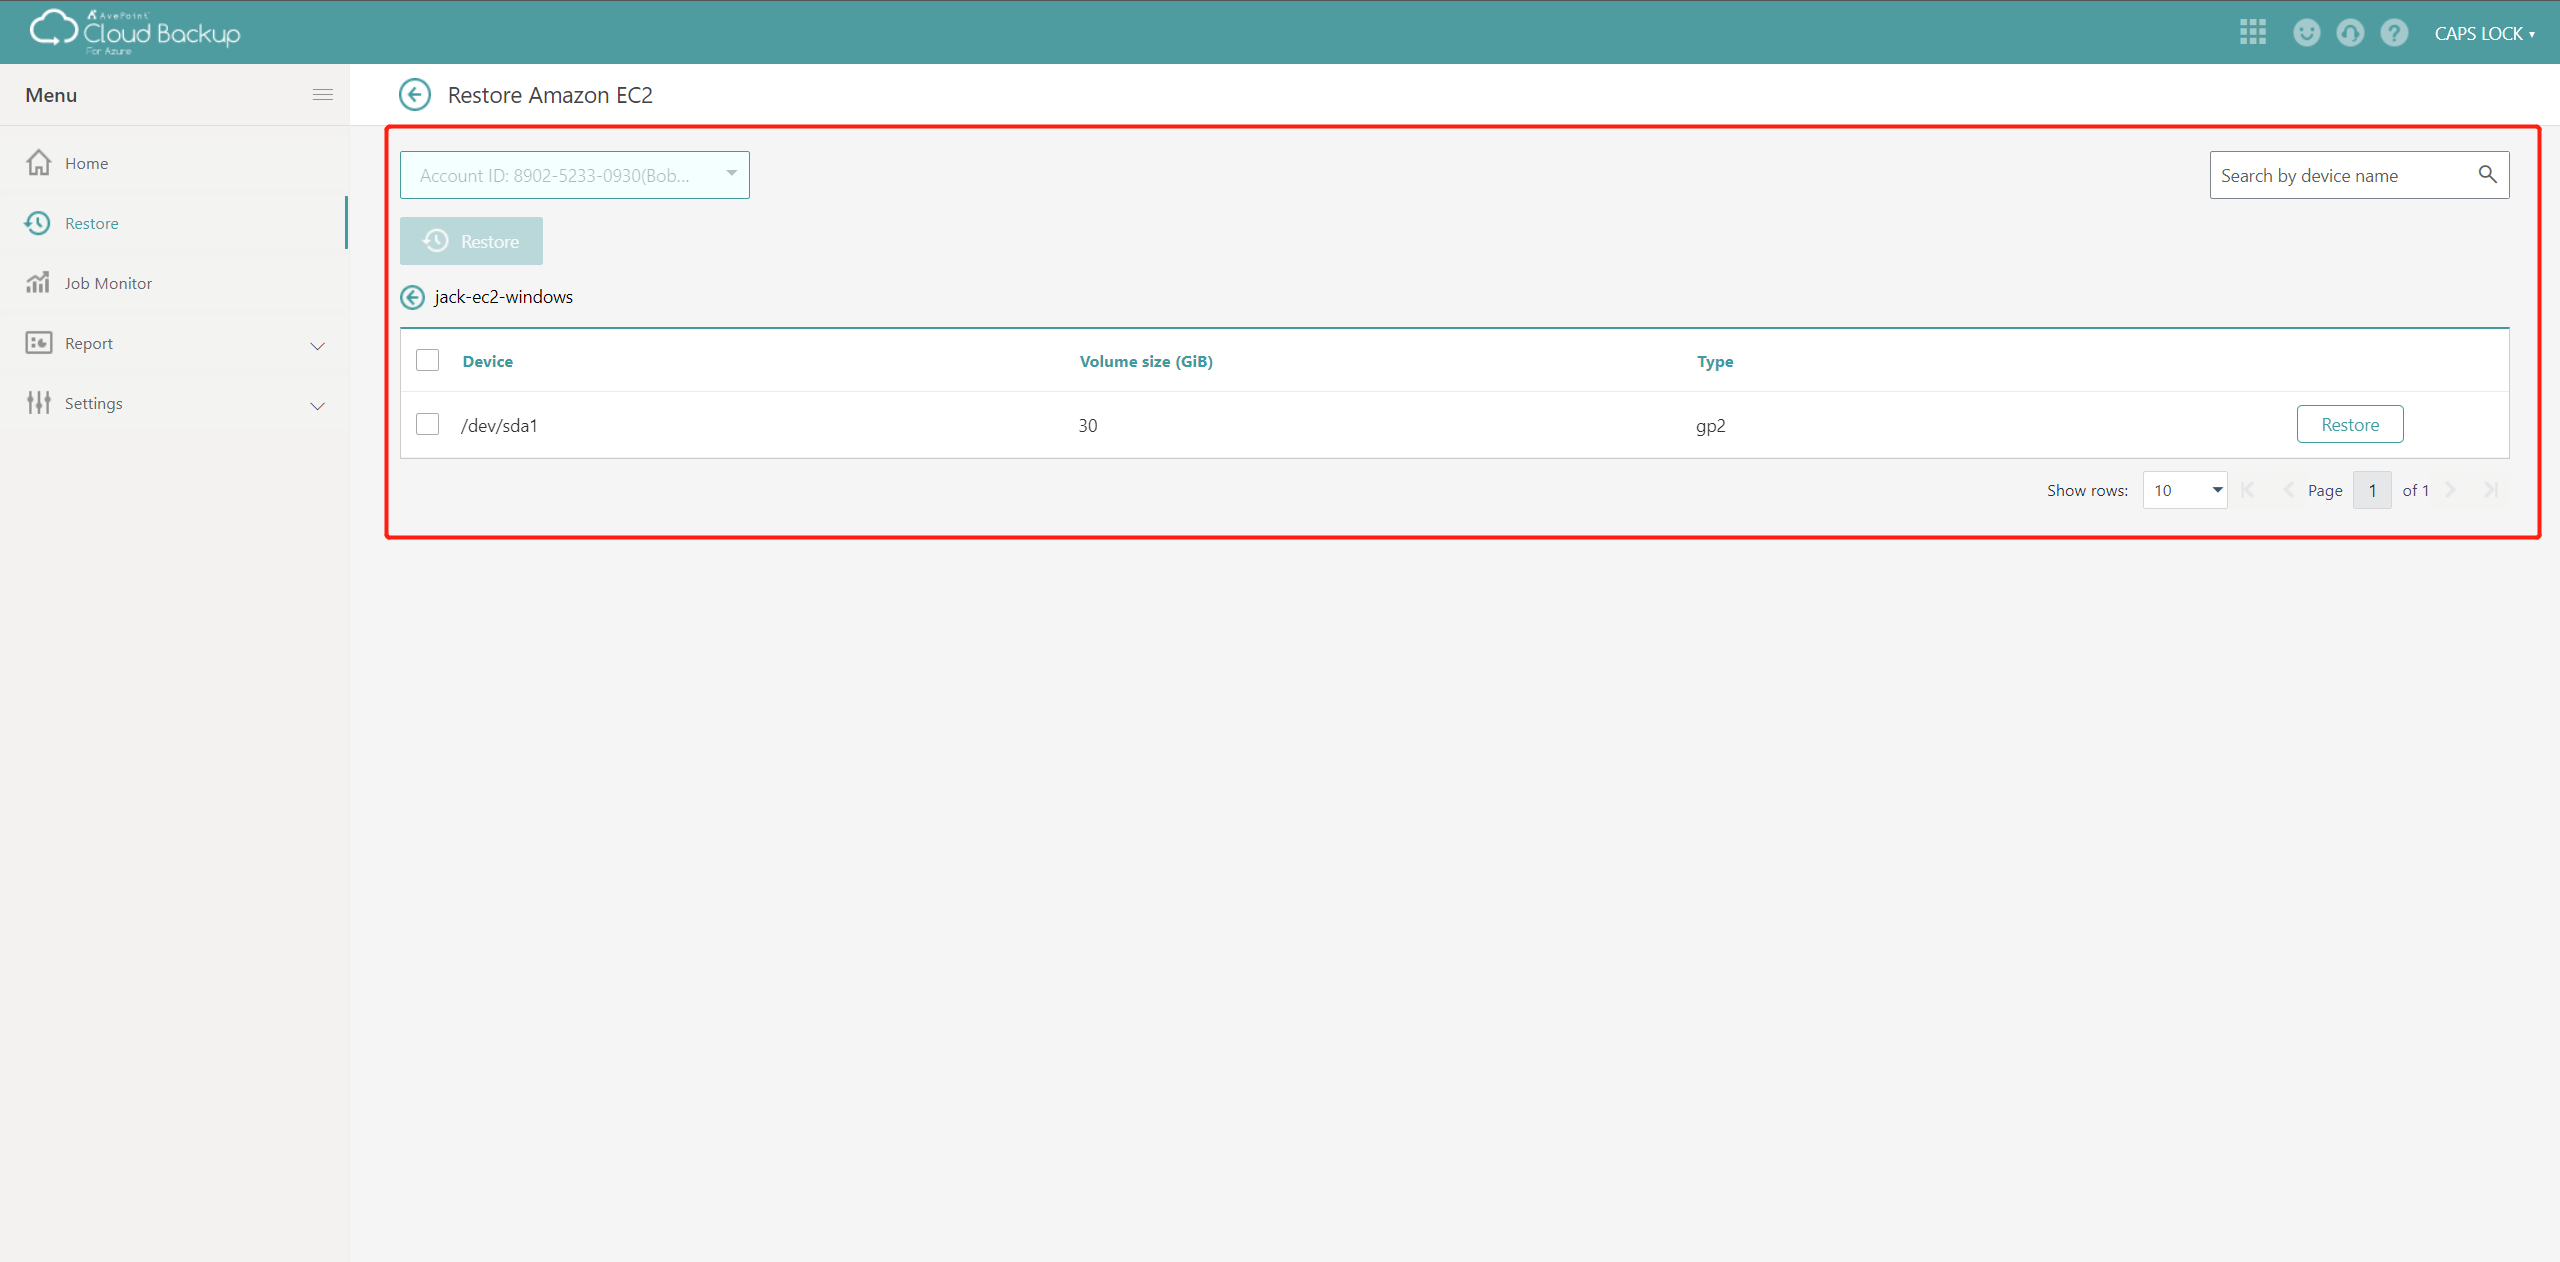 AvePoint
Cloud Backup
For Azure
CAPS LOCK
Menu
Restore Amazon EC2
Home
Restore
Job Monitor
Report
Settings
Account ID: 8902-5233-0930(Bob...
Search by device name
Restore
jack-ec2-windows
Device Volume size (GiB) Type
/dev/sda1 30 gp2 Restore
Show rows: 10 Page 1 of 1